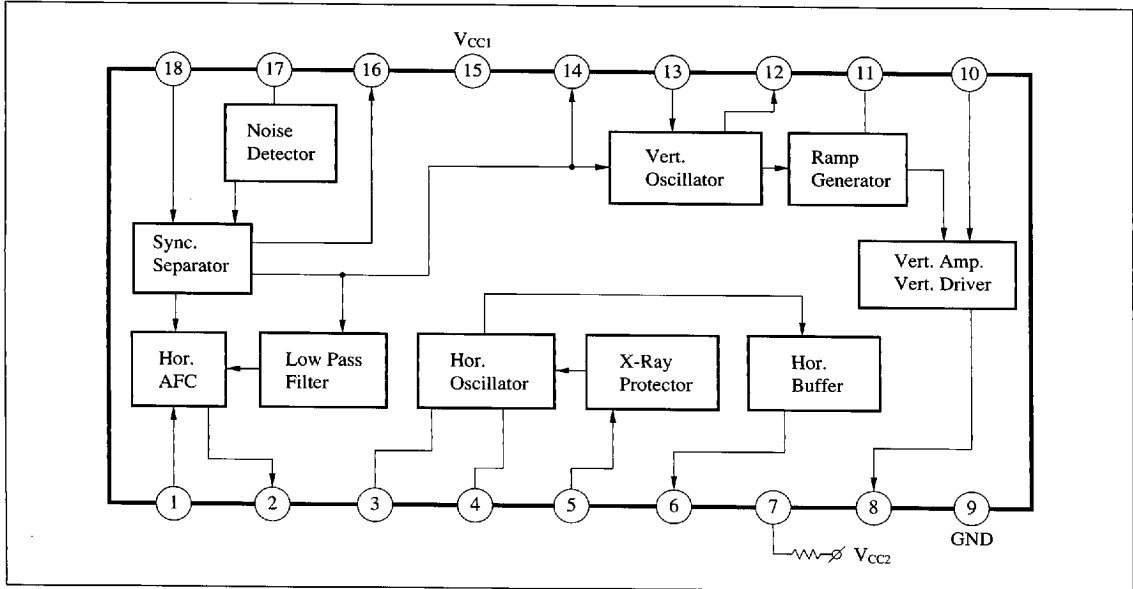 V_CC1
18 17 16 15 14 13 12 11 10
Noise
Detector
Vert.
Oscillator
Ramp
Generator
Sync.
Separator
Vert. Amp.
Vert. Driver
Hor.
AFC
Low Pass
Filter
Hor.
Oscillator
X-Ray
Protector
Hor.
Buffer
1 2 3 4 5 6 7 8 9
GND
V_CC2